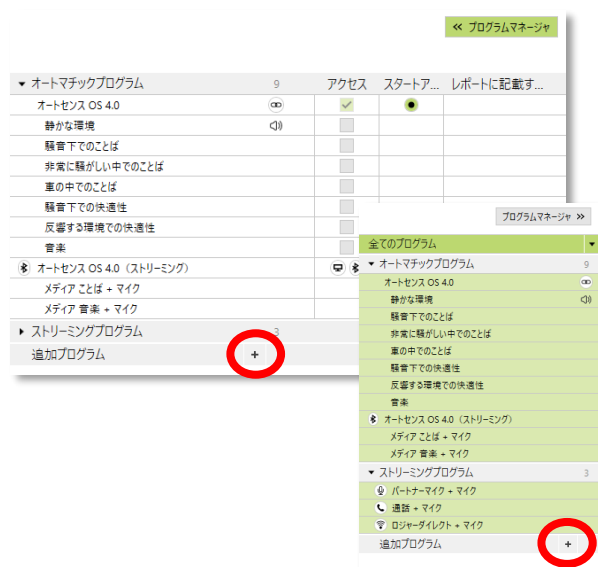 « プログラムマネージャ
▼ オートマチックプログラム 9 アクセス スタートア... レポートに記載す...
オートセンス OS 4.0
静かな環境
騒音下でのことば
非常に騒がしい中でのことば
車の中でのことば
騒音下での快適性
反響する環境での快適性
音楽
オートセンス OS 4.0（ストリーミング）
メディア ことば + マイク
メディア 音楽 + マイク
▶ ストリーミングプログラム 3
追加プログラム +
プログラムマネージャ »
全てのプログラム ▼
▼ オートマチックプログラム 9
オートセンス OS 4.0
静かな環境
騒音下でのことば
非常に騒がしい中でのことば
車の中でのことば
騒音下での快適性
反響する環境での快適性
音楽
オートセンス OS 4.0（ストリーミング）
メディア ことば + マイク
メディア 音楽 + マイク
▼ ストリーミングプログラム 3
パートナーマイク + マイク
通話 + マイク
ロジャーダイレクト + マイク
追加プログラム +